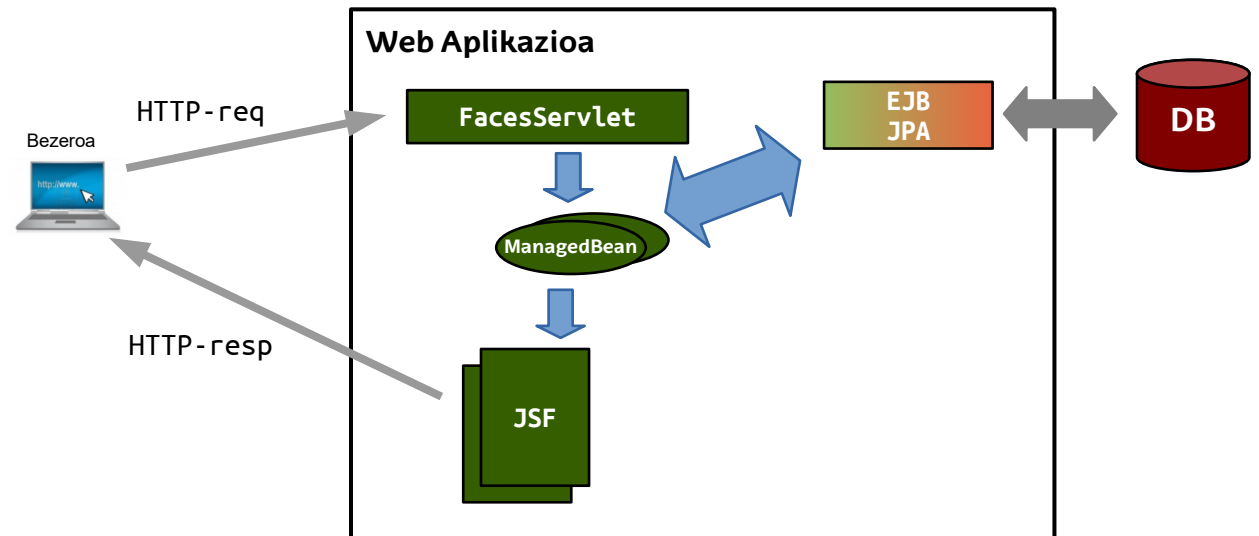 Web Aplikazioa
HTTP-req
FacesServlet
EJB
JPA
DB
Bezeroa
http://www.
ManagedBean
HTTP-resp
JSF